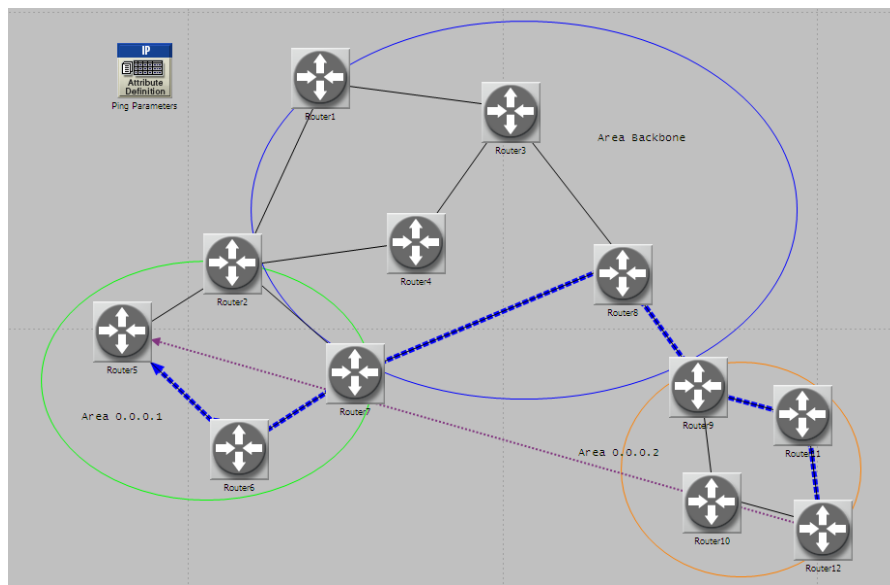 IP
Attribute
Definition
Ping Parameters
Router1
Router3
Area Backbone
Router2
Router4
Router8
Router5
Router7
Area 0.0.0.1
Router9
Router11
Area 0.0.0.2
Router6
Router10
Router12